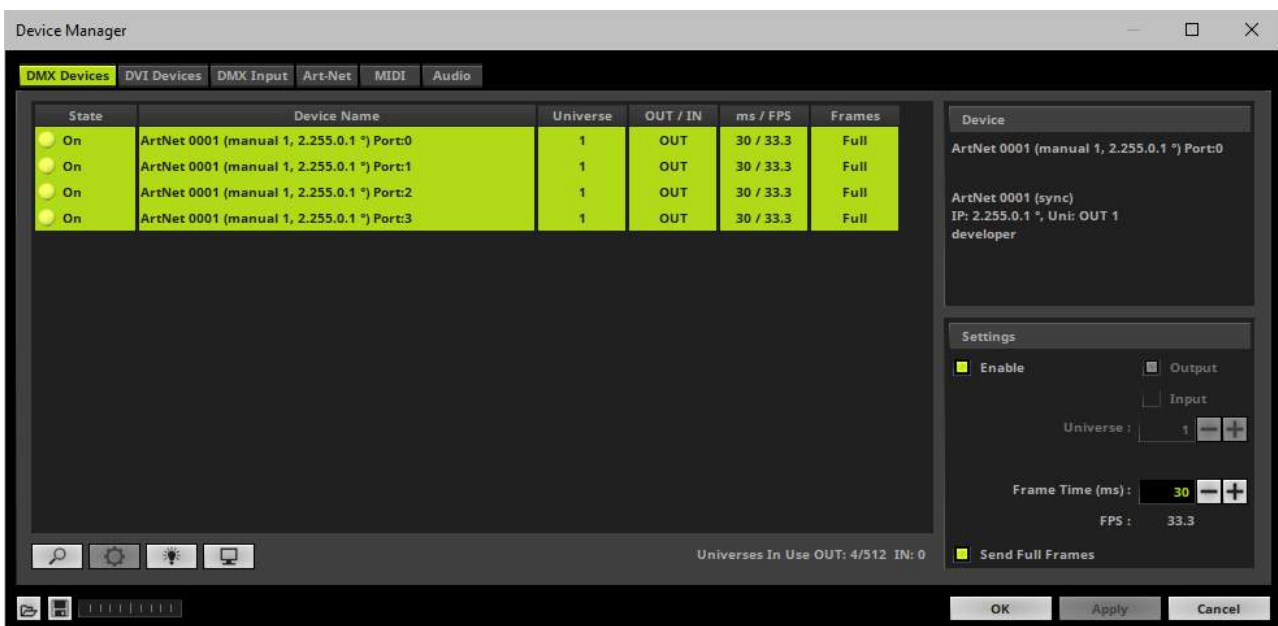 Device Manager
DMX Devices DVI Devices DMX Input Art-Net MIDI Audio
State Device Name Universe OUT / IN ms / FPS Frames
On ArtNet 0001 (manual 1, 2.255.0.1 °) Port:0 1 OUT 30 / 33.3 Full
On ArtNet 0001 (manual 1, 2.255.0.1 °) Port:1 1 OUT 30 / 33.3 Full
On ArtNet 0001 (manual 1, 2.255.0.1 °) Port:2 1 OUT 30 / 33.3 Full
On ArtNet 0001 (manual 1, 2.255.0.1 °) Port:3 1 OUT 30 / 33.3 Full
Universes In Use OUT: 4/512 IN: 0
Device
ArtNet 0001 (manual 1, 2.255.0.1 °) Port:0
ArtNet 0001 (sync)
IP: 2.255.0.1 °, Uni: OUT 1
developer
Settings
Enable Output
Input
Universe : 1
Frame Time (ms) : 30
FPS : 33.3
Send Full Frames
OK Apply Cancel